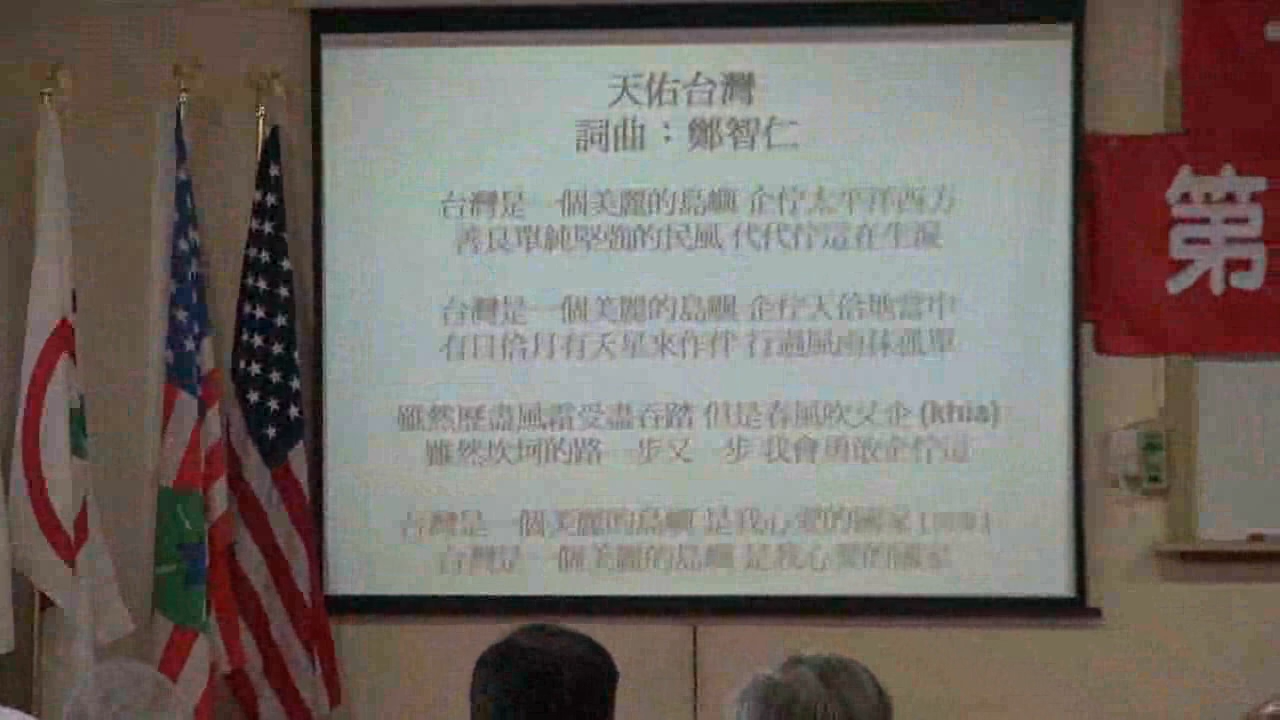 天佑台灣
詞曲：鄭智仁
台灣是一個美麗的島嶼 企佇太平洋西方
善良單純堅強的民風 代代佇這在生湠
台灣是一個美麗的島嶼 企佇天佮地當中
有日佮月有天星來作伴 行過風雨抹孤單
雖然歷盡風霜受盡吞踏 但是春風吹又企 (khia)
雖然坎坷的路一步又一步 我會勇敢企佇這
台灣是一個美麗的島嶼 是我心愛的國家
台灣是一個美麗的島嶼 是我心愛的國家
第